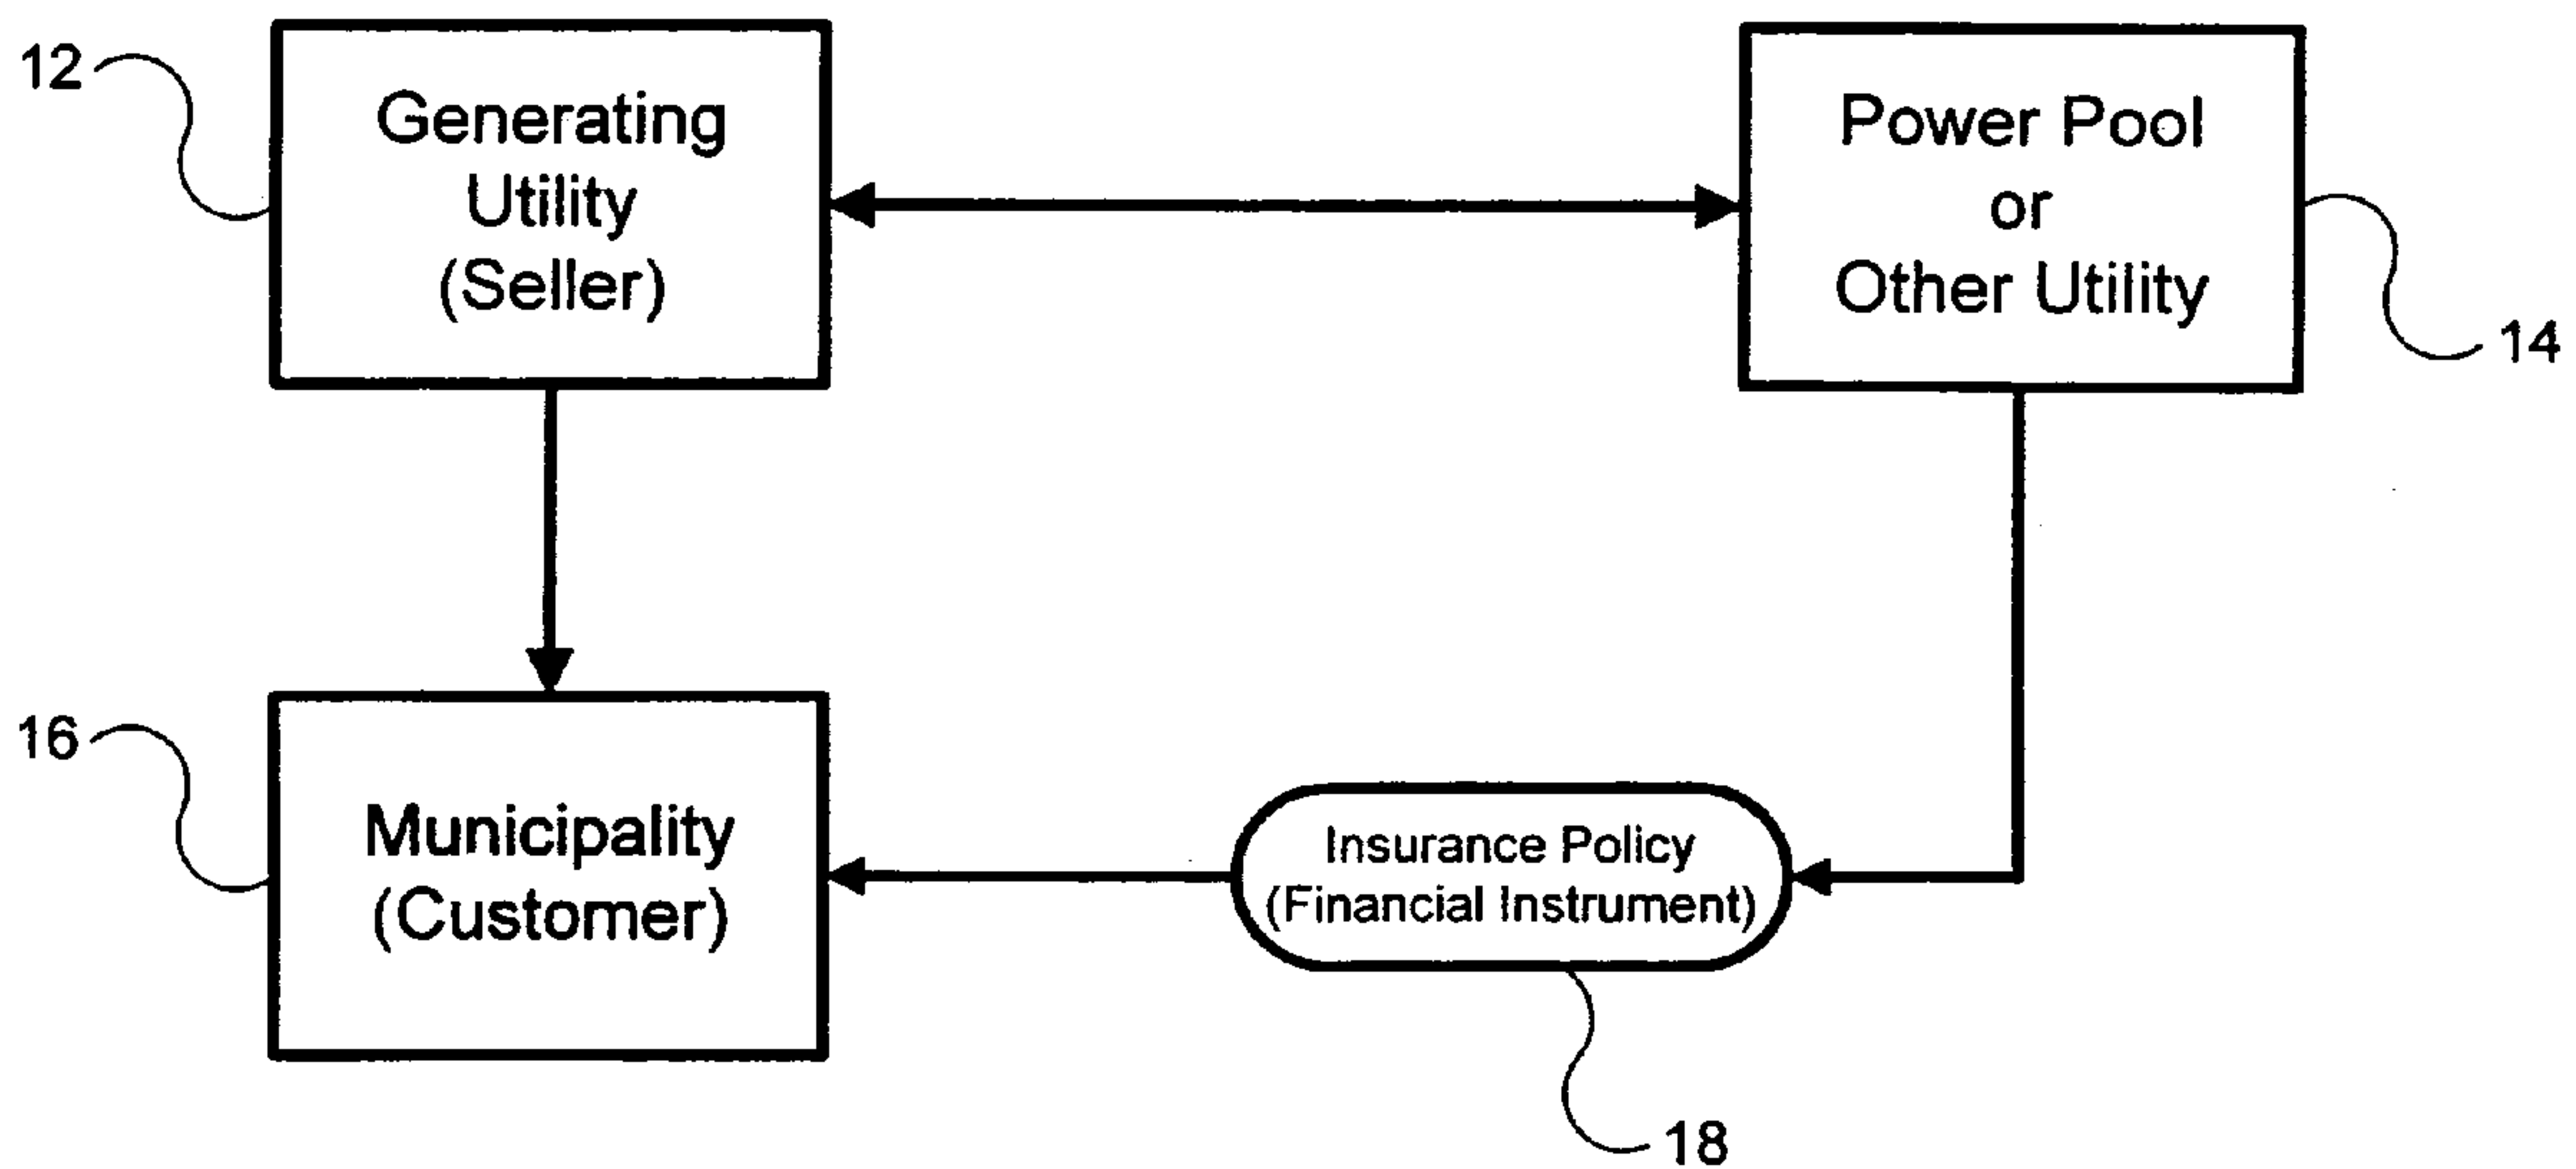 12
Generating
Utility
(Seller)
Power Pool
or
Other Utility
14
16
Municipality
(Customer)
Insurance Policy
(Financial Instrument)
18